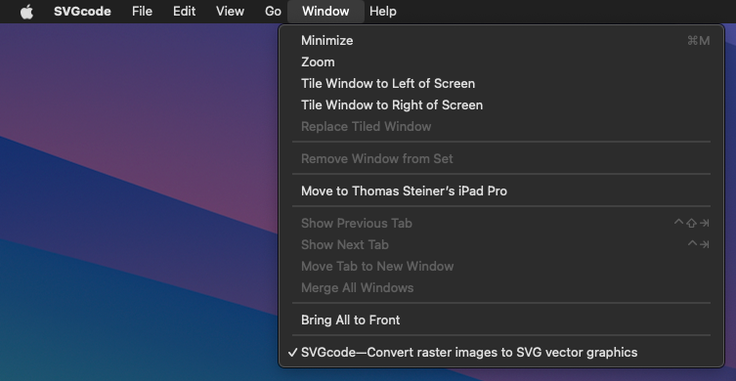 SVGcode File Edit View Go Window Help
Minimize ⌘M
Zoom
Tile Window to Left of Screen
Tile Window to Right of Screen
Replace Tiled Window
Remove Window from Set
Move to Thomas Steiner’s iPad Pro
Show Previous Tab ⌃⇧⇥
Show Next Tab ⌃⇥
Move Tab to New Window
Merge All Windows
Bring All to Front
✓ SVGcode—Convert raster images to SVG vector graphics